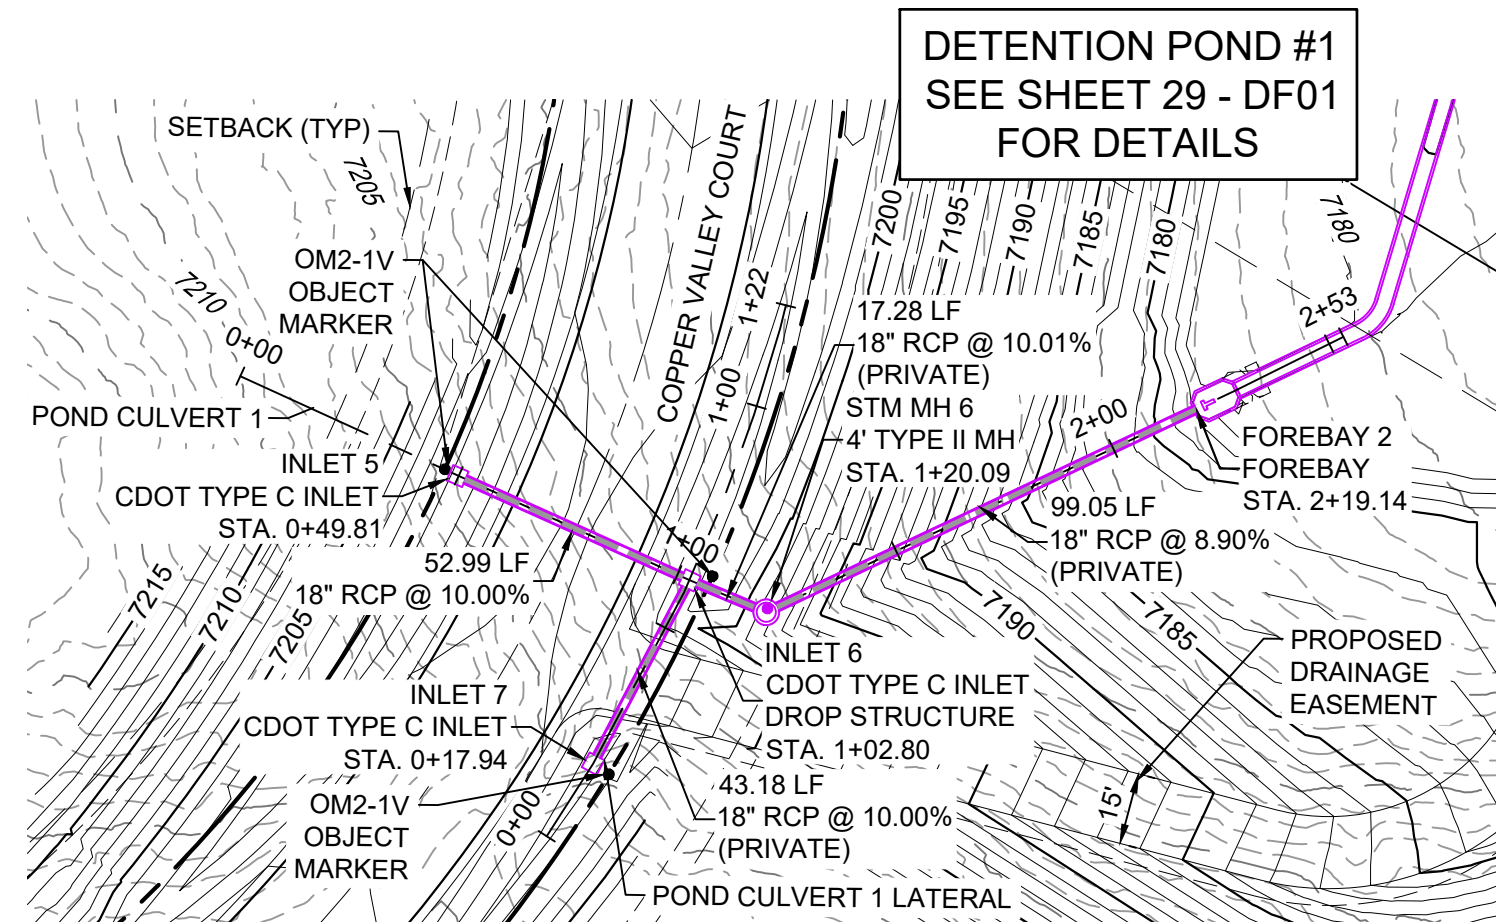 DETENTION POND #1
SEE SHEET 29 - DF01
FOR DETAILS
SETBACK (TYP)
7205
COPPER VALLEY COURT
7200
7195
7190
7185
7180
7180
OM2-1V
OBJECT
MARKER
7210
0+00
1+22
1+00
2+53
17.28 LF
18" RCP @ 10.01%
(PRIVATE)
STM MH 6
4' TYPE II MH
STA. 1+20.09
POND CULVERT 1
INLET 5
CDOT TYPE C INLET
STA. 0+49.81
2+00
FOREBAY 2
FOREBAY
STA. 2+19.14
52.99 LF
18" RCP @ 10.00%
1+00
99.05 LF
18" RCP @ 8.90%
(PRIVATE)
7215
7210
7205
7190
7185
INLET 6
CDOT TYPE C INLET
DROP STRUCTURE
STA. 1+02.80
PROPOSED
DRAINAGE
EASEMENT
INLET 7
CDOT TYPE C INLET
STA. 0+17.94
43.18 LF
18" RCP @ 10.00%
(PRIVATE)
15'
OM2-1V
OBJECT
MARKER
0+00
POND CULVERT 1 LATERAL